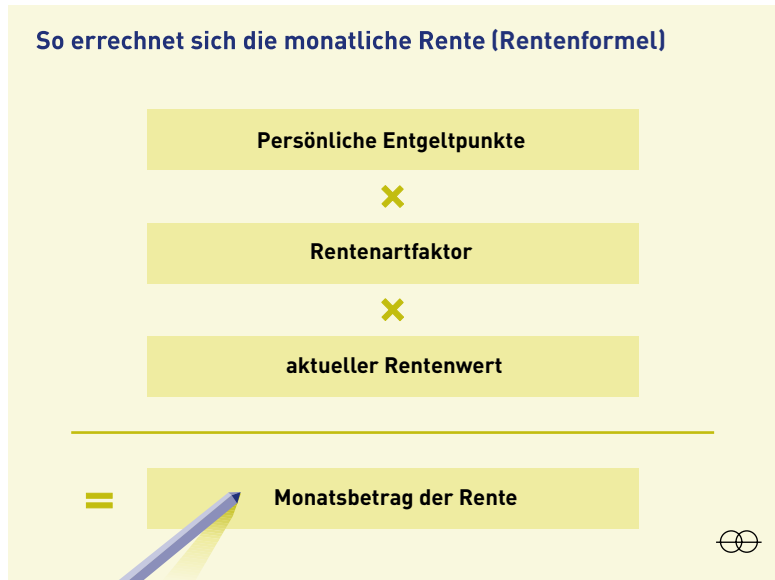 So errechnet sich die monatliche Rente (Rentenformel)
Persönliche Entgeltpunkte
×
Rentenartfaktor
×
aktueller Rentenwert
= Monatsbetrag der Rente